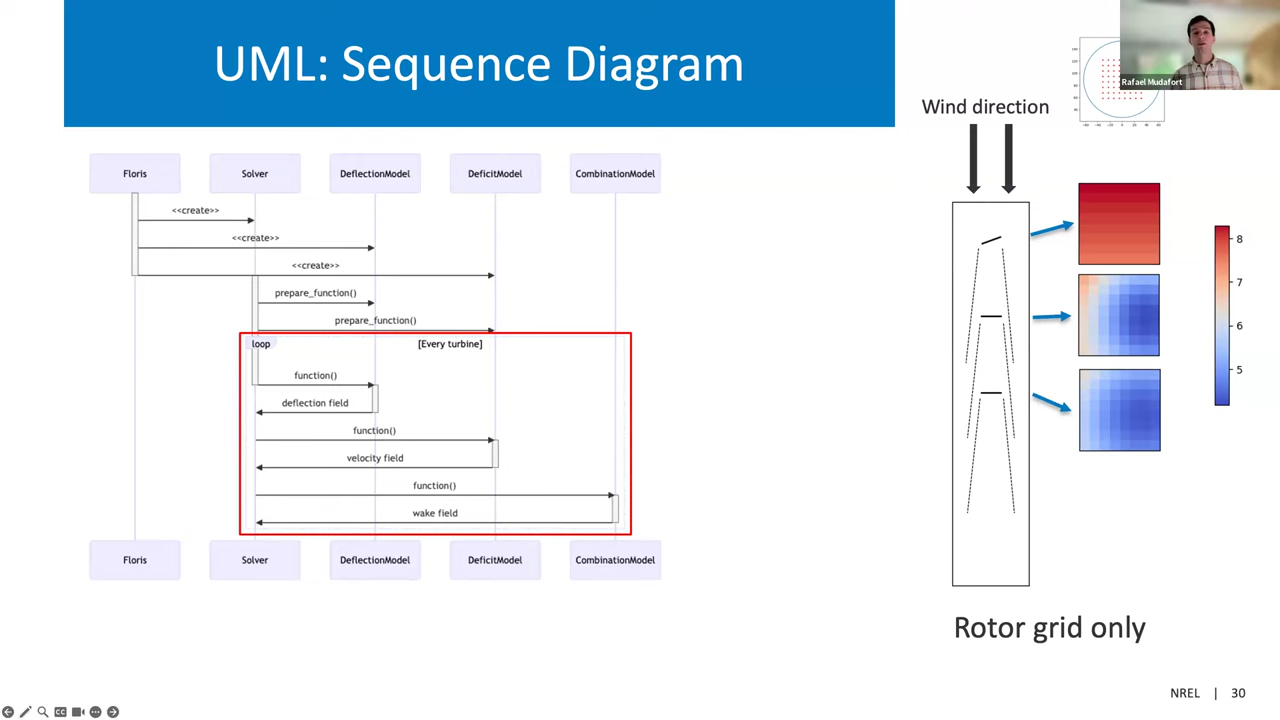 UML: Sequence Diagram
Rafael Mudafort
Wind direction
Floris
Solver
DeflectionModel
DeficitModel
CombinationModel
<<create>>
<<create>>
<<create>>
prepare_function()
prepare_function()
loop
[Every turbine]
function()
deflection field
function()
velocity field
function()
wake field
Floris
Solver
DeflectionModel
DeficitModel
CombinationModel
8
7
6
5
Rotor grid only
NREL | 30
CC